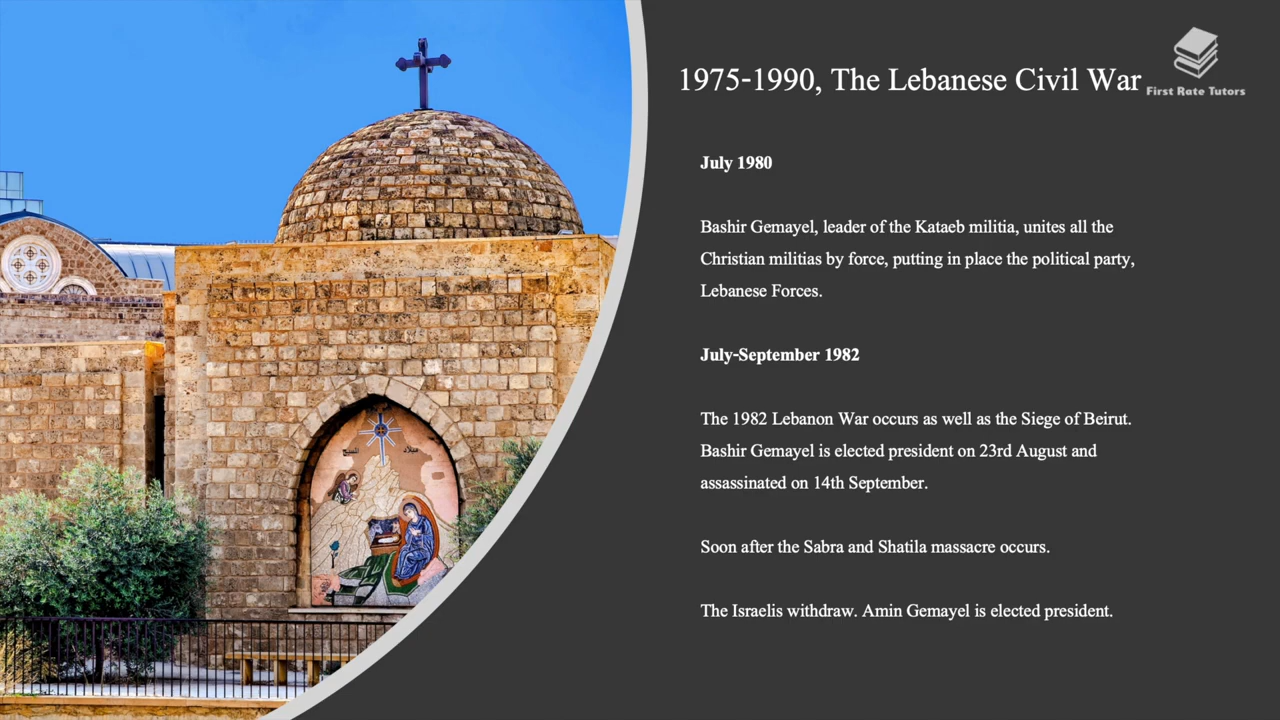 1975-1990, The Lebanese Civil War
First Rate Tutors
July 1980
Bashir Gemayel, leader of the Kataeb militia, unites all the
Christian militias by force, putting in place the political party,
Lebanese Forces.
July-September 1982
The 1982 Lebanon War occurs as well as the Siege of Beirut.
Bashir Gemayel is elected president on 23rd August and
assassinated on 14th September.
Soon after the Sabra and Shatila massacre occurs.
The Israelis withdraw. Amin Gemayel is elected president.
ميلاد المسيح